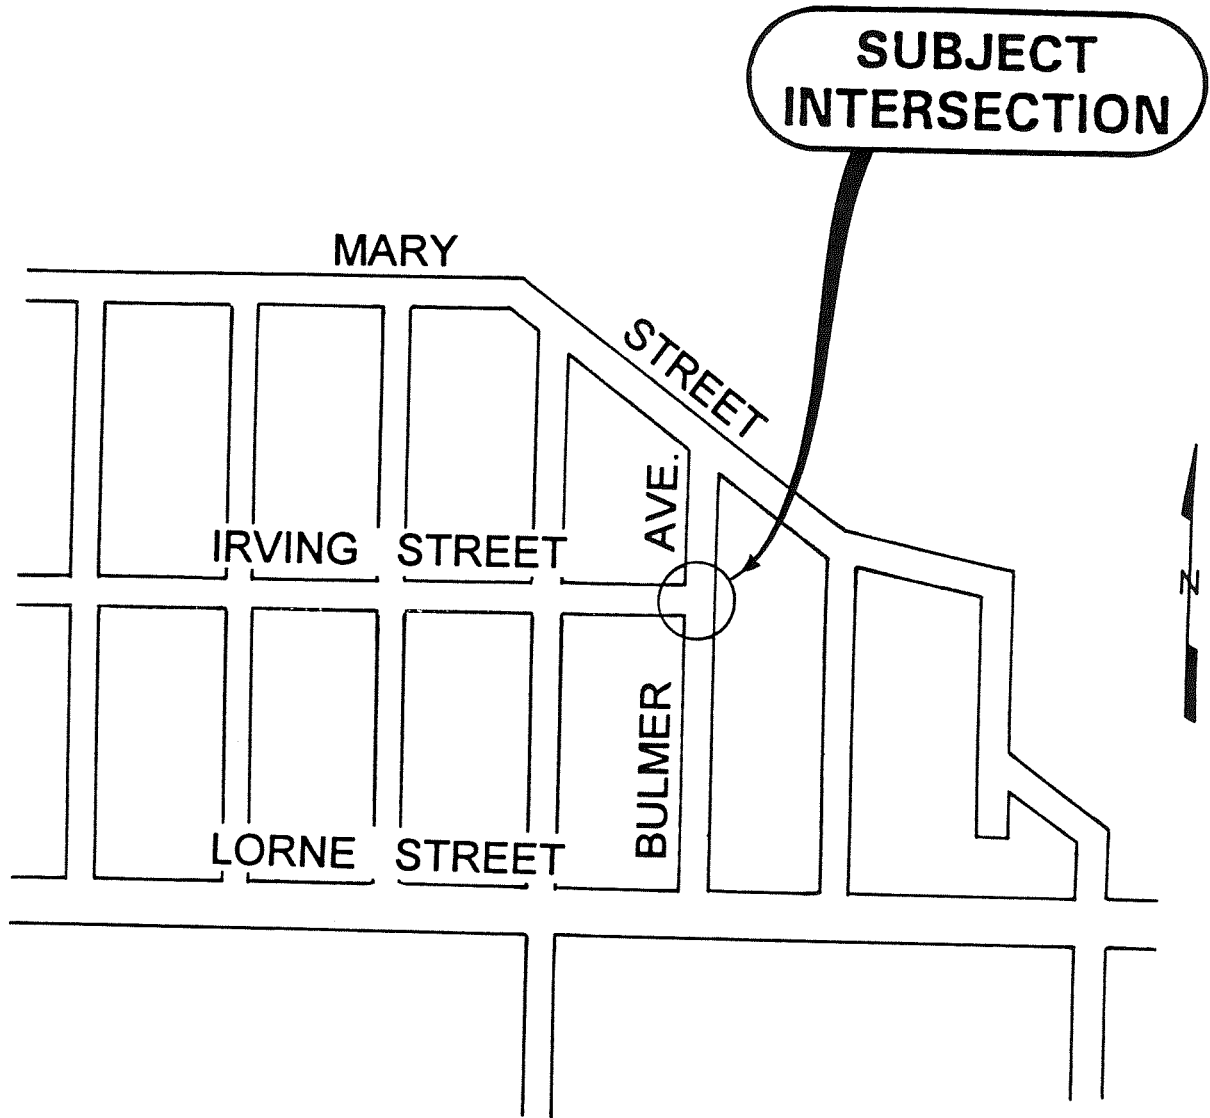 SUBJECT
INTERSECTION
MARY
STREET
AVE.
IRVING STREET
N
BULMER
LORNE STREET